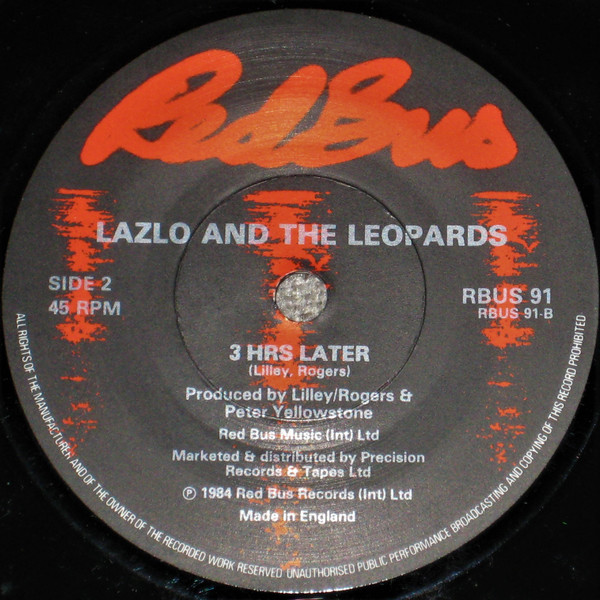 Red Bus
LAZLO AND THE LEOPARDS
SIDE 2
45 RPM
RBUS 91
RBUS 91-B
3 HRS LATER
(Lilley, Rogers)
Produced by Lilley/Rogers &
Peter Yellowstone
Red Bus Music (Int) Ltd
Marketed & distributed by Precision
Records & Tapes Ltd
℗ 1984 Red Bus Records (Int) Ltd
Made in England
ALL RIGHTS OF THE MANUFACTURER AND OF THE OWNER OF THE RECORDED WORK RESERVED UNAUTHORISED PUBLIC PERFORMANCE BROADCASTING AND COPYING OF THIS RECORD PROHIBITED